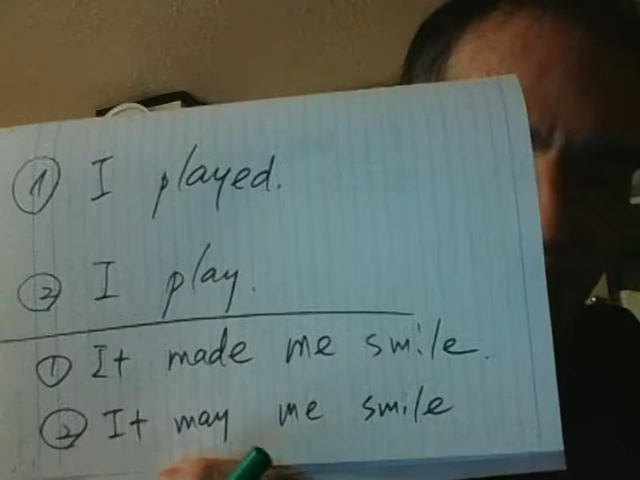 ① I played.
② I play.
① It made me smile.
② It may me smile